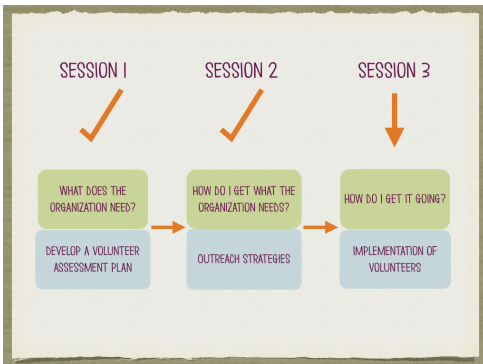 SESSION 1
SESSION 2
SESSION 3
WHAT DOES THE
ORGANIZATION NEED?
DEVELOP A VOLUNTEER
ASSESSMENT PLAN
HOW DO I GET WHAT THE
ORGANIZATION NEEDS?
OUTREACH STRATEGIES
HOW DO I GET IT GOING?
IMPLEMENTATION OF
VOLUNTEERS